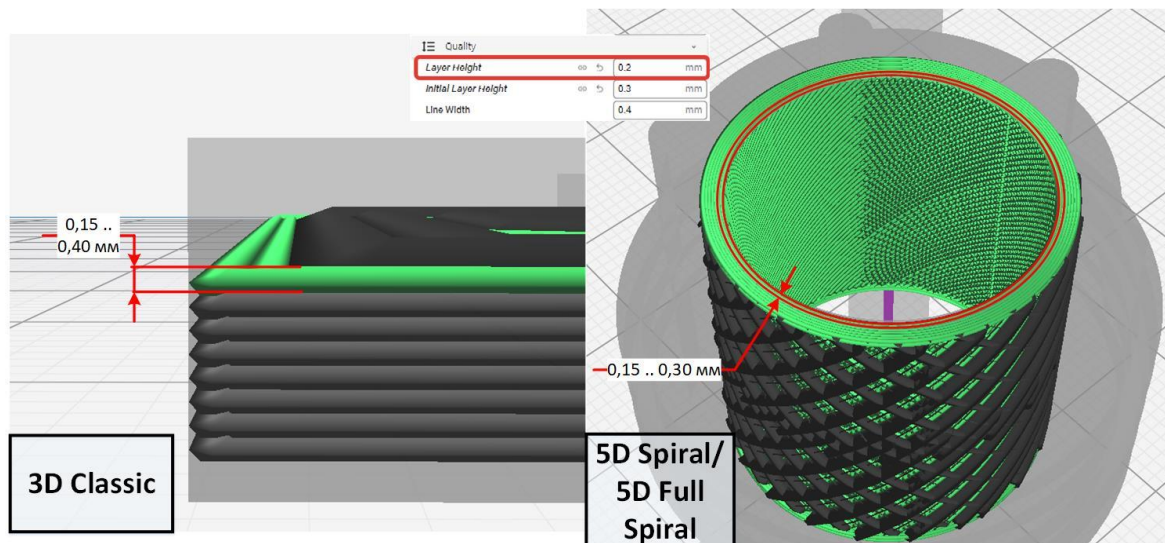 Quality
Layer Height 0.2 mm
Initial Layer Height 0.3 mm
Line Width 0.4 mm
0,15 ..
0,40 мм
0,15 .. 0,30 мм
3D Classic
5D Spiral/
5D Full
Spiral